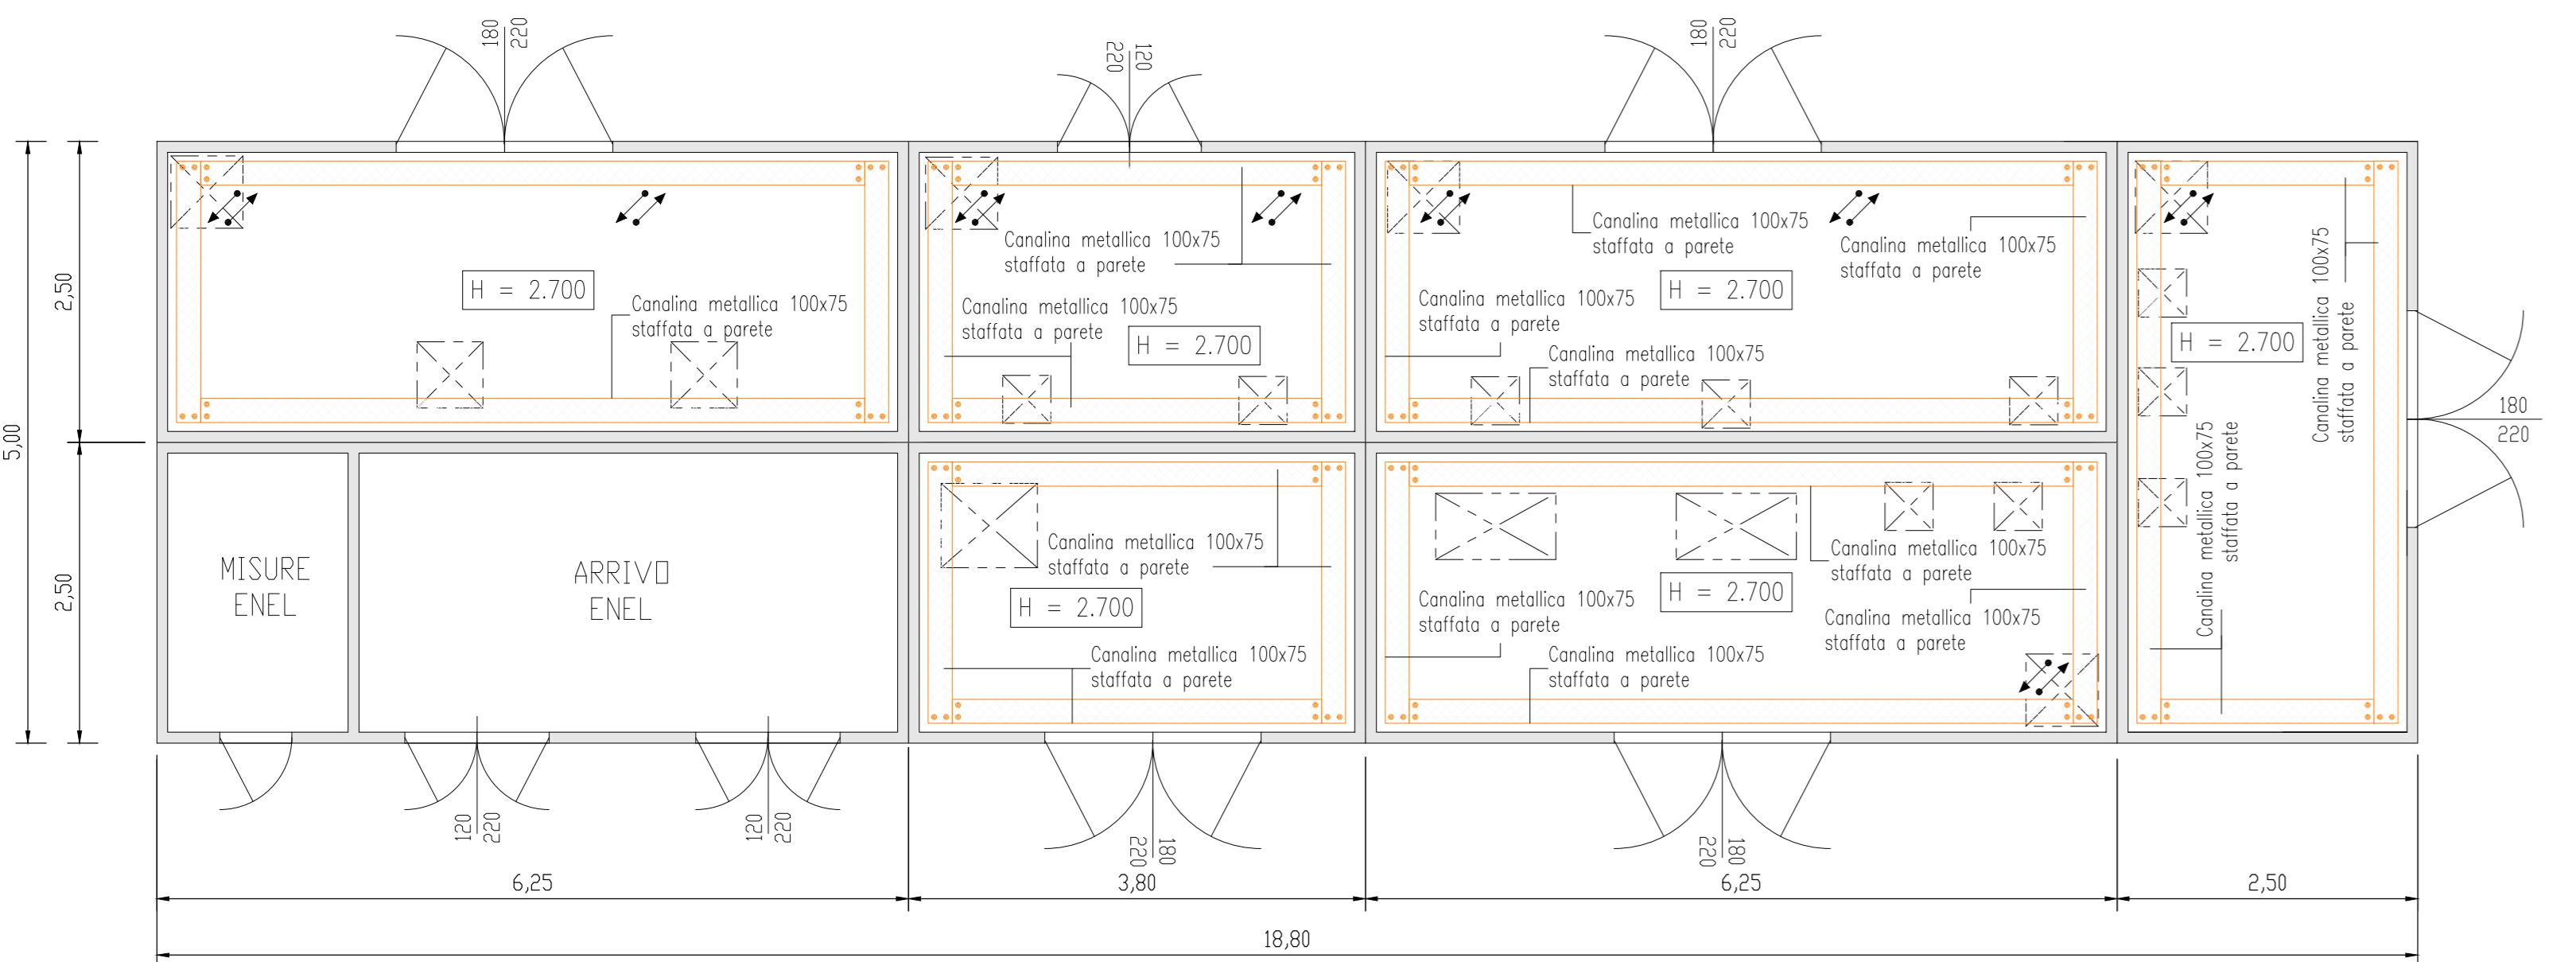 180
220
220
120
180
220
5,00
2,50
2,50
H = 2.700
Canalina metallica 100x75
staffata a parete
Canalina metallica 100x75
staffata a parete
Canalina metallica 100x75
staffata a parete
H = 2.700
Canalina metallica 100x75
staffata a parete
Canalina metallica 100x75
staffata a parete
H = 2.700
Canalina metallica 100x75
staffata a parete
Canalina metallica 100x75
staffata a parete
Canalina metallica 100x75
staffata a parete
H = 2.700
Canalina metallica 100x75
staffata a parete
180
220
MISURE
ENEL
ARRIVO
ENEL
Canalina metallica 100x75
staffata a parete
H = 2.700
Canalina metallica 100x75
staffata a parete
Canalina metallica 100x75
staffata a parete
H = 2.700
Canalina metallica 100x75
staffata a parete
Canalina metallica 100x75
staffata a parete
Canalina metallica 100x75
staffata a parete
120
220
120
220
220
180
220
180
6,25
3,80
6,25
2,50
18,80